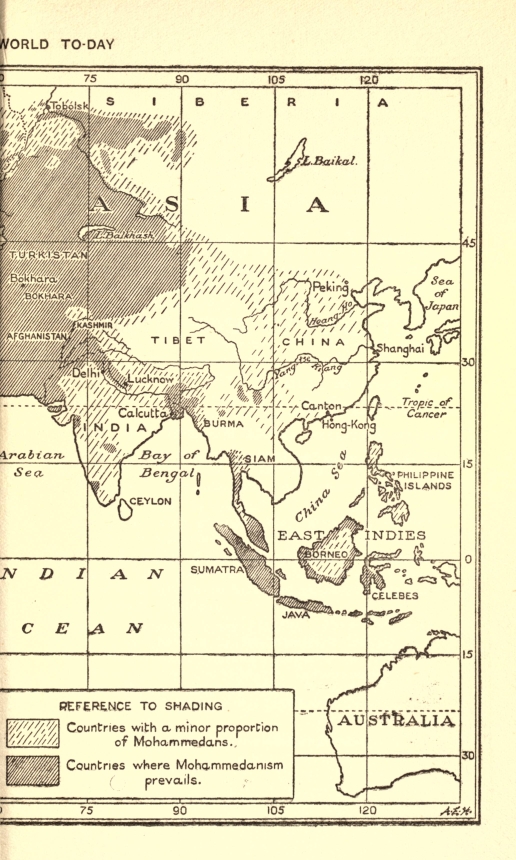 WORLD TO-DAY
75 90 105 120
Tobolsk
S I B E R I A
L.Baikal.
A S I A
L.Balkhash
45
TURKISTAN
Bokhara
BOKHARA
Peking
Sea
of
Japan
Hoang Ho
KASHMIR
AFGHANISTAN
TIBET
CHINA
Shanghai
30
Delhi
Lucknow
Yang tse Kiang
Calcutta
Canton
Tropic of
Cancer
INDIA
BURMA
Hong-Kong
Arabian
Sea
Bay of
Bengal
SIAM
15
China Sea
PHILIPPINE
ISLANDS
CEYLON
EAST INDIES
BORNEO
0
NDIAN
SUMATRA
CELEBES
JAVA
CEAN
15
REFERENCE TO SHADING
Countries with a minor proportion
of Mohammedans.
Countries where Mohammedanism
prevails.
AUSTRALIA
30
75 90 105 120